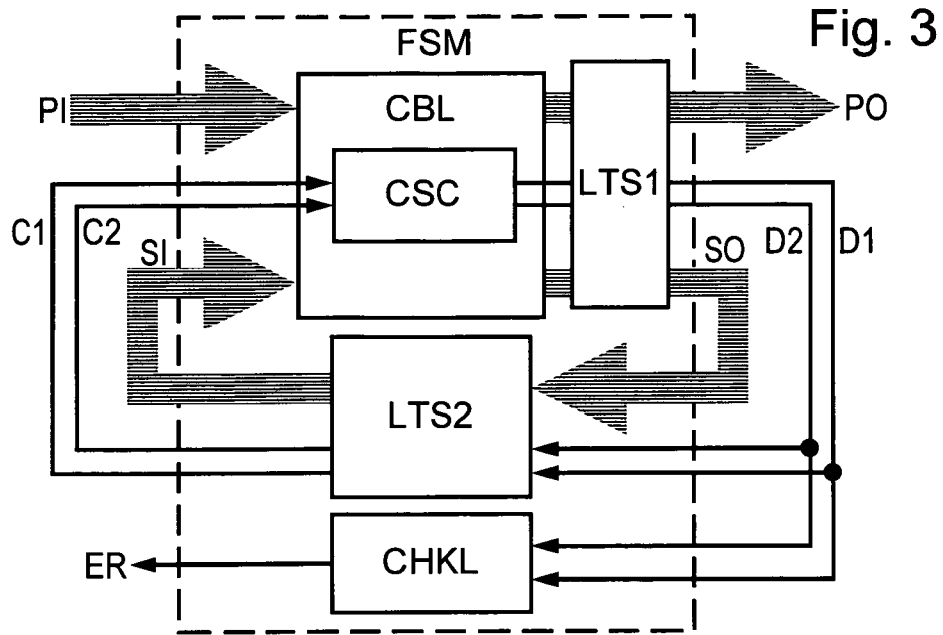 Fig. 3
FSM
PI
CBL
PO
CSC
LTS1
C1
C2
SI
SO
D2
D1
LTS2
CHKL
ER